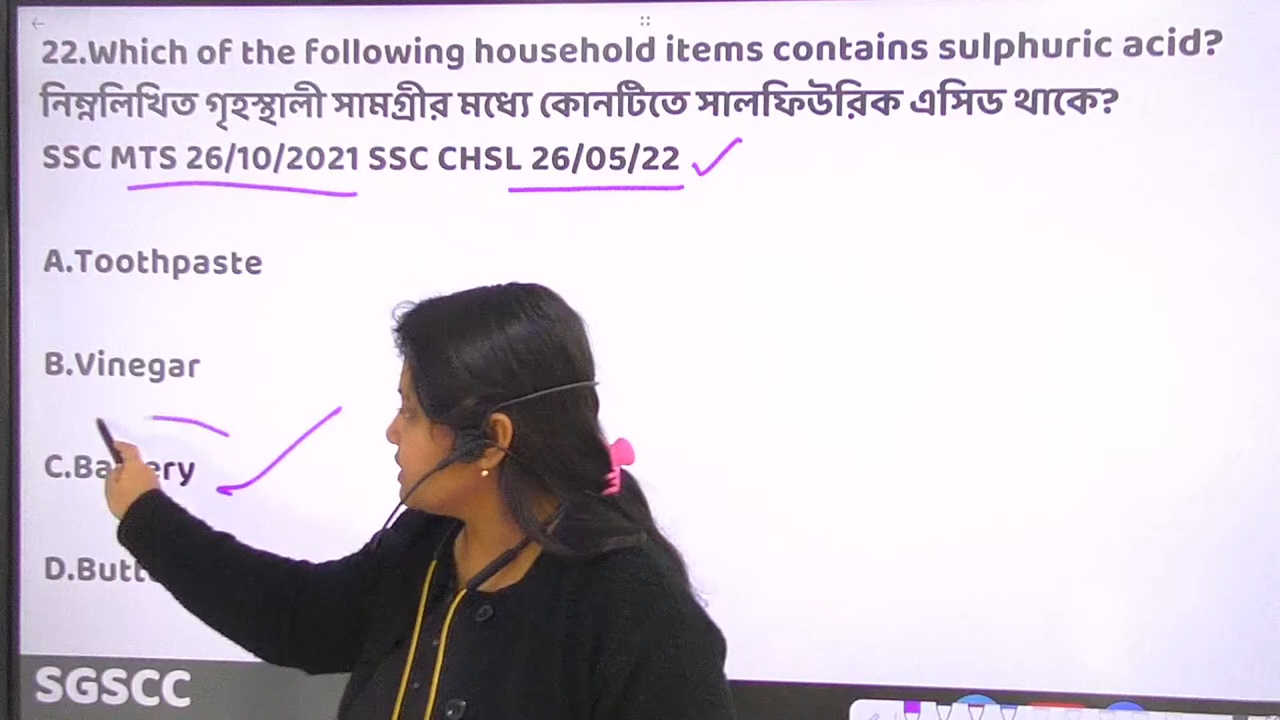 22.Which of the following household items contains sulphuric acid?
নিম্নলিখিত গৃহস্থালী সামগ্রীর মধ্যে কোনটিতে সালফিউরিক এসিড থাকে?
SSC MTS 26/10/2021 SSC CHSL 26/05/22
A.Toothpaste
B.Vinegar
C.Battery
SGSCC